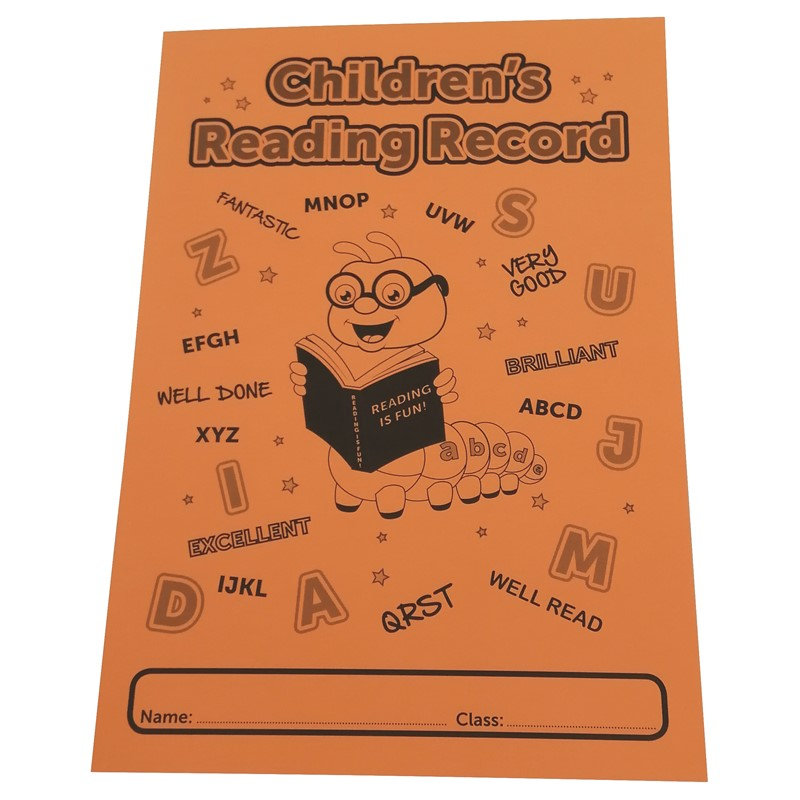 Children's
Reading Record
FANTASTIC
MNOP
UVW
S
Z
VERY
GOOD
U
EFGH
BRILLIANT
WELL DONE
READING IS FUN!
READING
IS FUN!
ABCD
XYZ
J
a b c d e
I
EXCELLENT
M
D
IJKL
A
QRST
WELL READ
Name: Class: